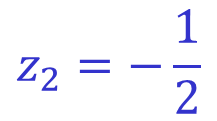 z₂ = −1/2